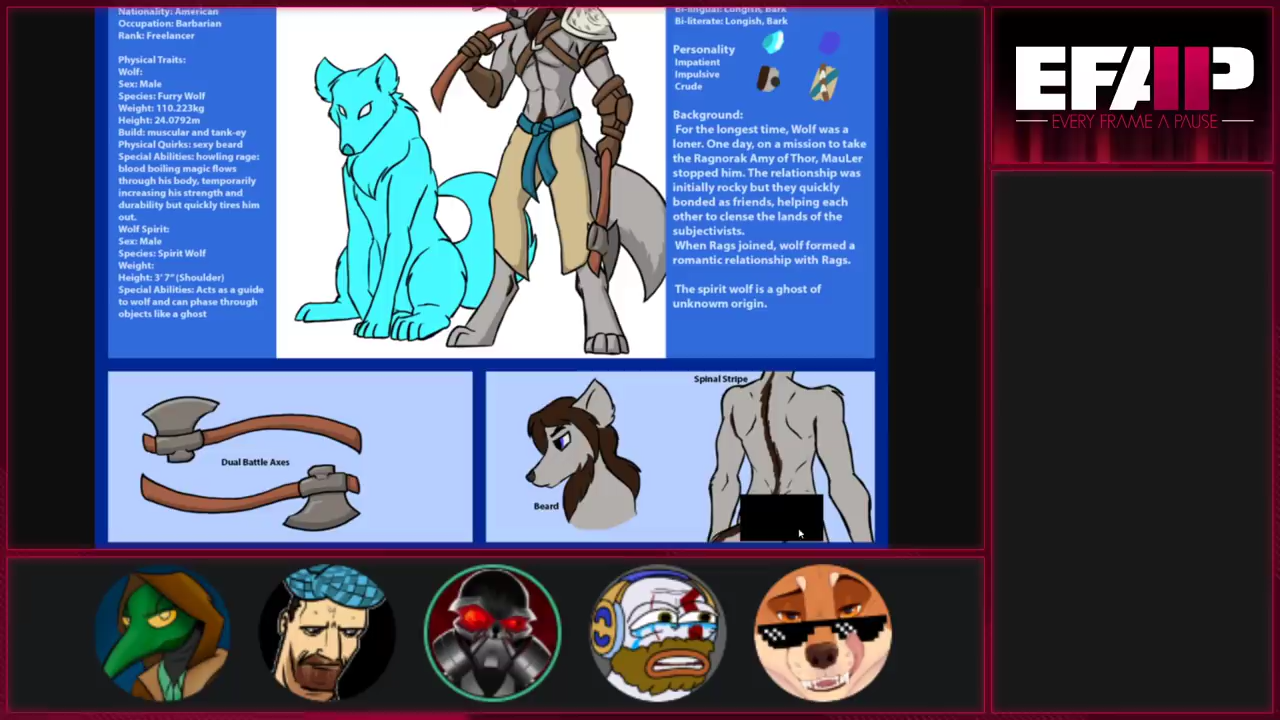 Nationality: American
Occupation: Barbarian
Rank: Freelancer
Physical Traits:
Wolf:
Sex: Male
Species: Furry Wolf
Weight: 110.223kg
Height: 24.0792m
Build: muscular and tank-ey
Physical Quirks: sexy beard
Special Abilities: howling rage:
blood boiling magic flows
through his body, temporarily
increasing his strength and
durability but quickly tires him
out.
Wolf Spirit:
Sex: Male
Species: Spirit Wolf
Weight:
Height: 3'7"(Shoulder)
Special Abilities: Acts as a guide
to wolf and can phase through
objects like a ghost
Bi-lingual: Longish, Bark
Bi-literate: Longish, Bark
Personality
Impatient
Impulsive
Crude
Background:
For the longest time, Wolf was a
loner. One day, on a mission to take
the Ragnorak Amy of Thor, MauLer
stopped him. The relationship was
initially rocky but they quickly
bonded as friends, helping each
other to clense the lands of the
subjectivists.
When Rags joined, wolf formed a
romantic relationship with Rags.
The spirit wolf is a ghost of
unknowm origin.
Dual Battle Axes
Beard
Spinal Stripe
EFAP
EVERY FRAME A PAUSE